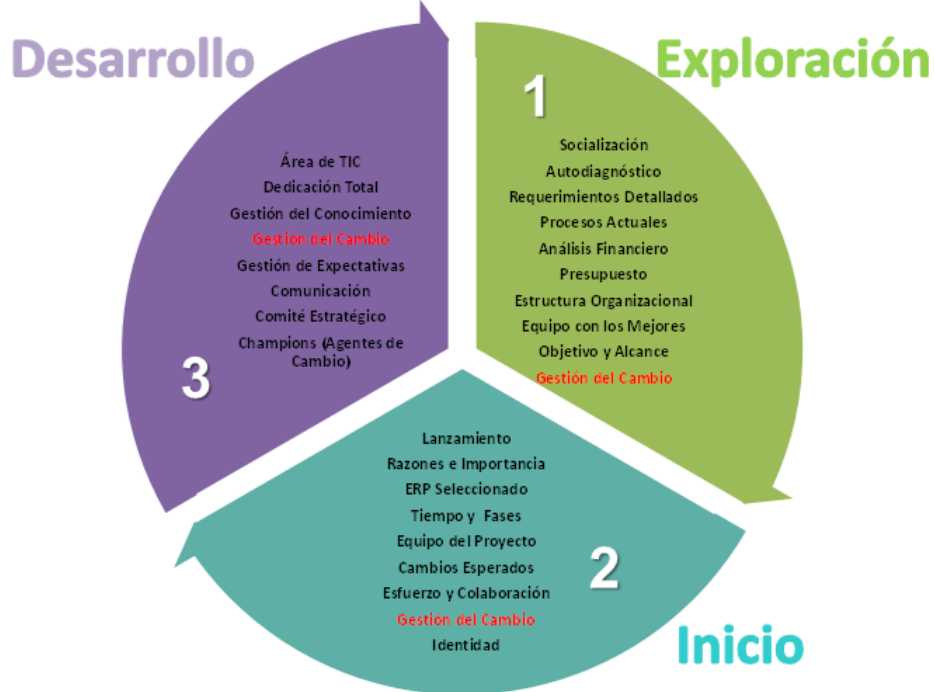 Desarrollo
Exploración
1
Socialización
Autodiagnóstico
Requerimientos Detallados
Procesos Actuales
Análisis Financiero
Presupuesto
Estructura Organizacional
Equipo con los Mejores
Objetivo y Alcance
Gestión del Cambio
Área de TIC
Dedicación Total
Gestión del Conocimiento
Gestión del Cambio
Gestión de Expectativas
Comunicación
Comité Estratégico
Champions (Agentes de
Cambio)
3
Lanzamiento
Razones e Importancia
ERP Seleccionado
Tiempo y Fases
Equipo del Proyecto
Cambios Esperados
Esfuerzo y Colaboración
Gestión del Cambio
Identidad
2
Inicio